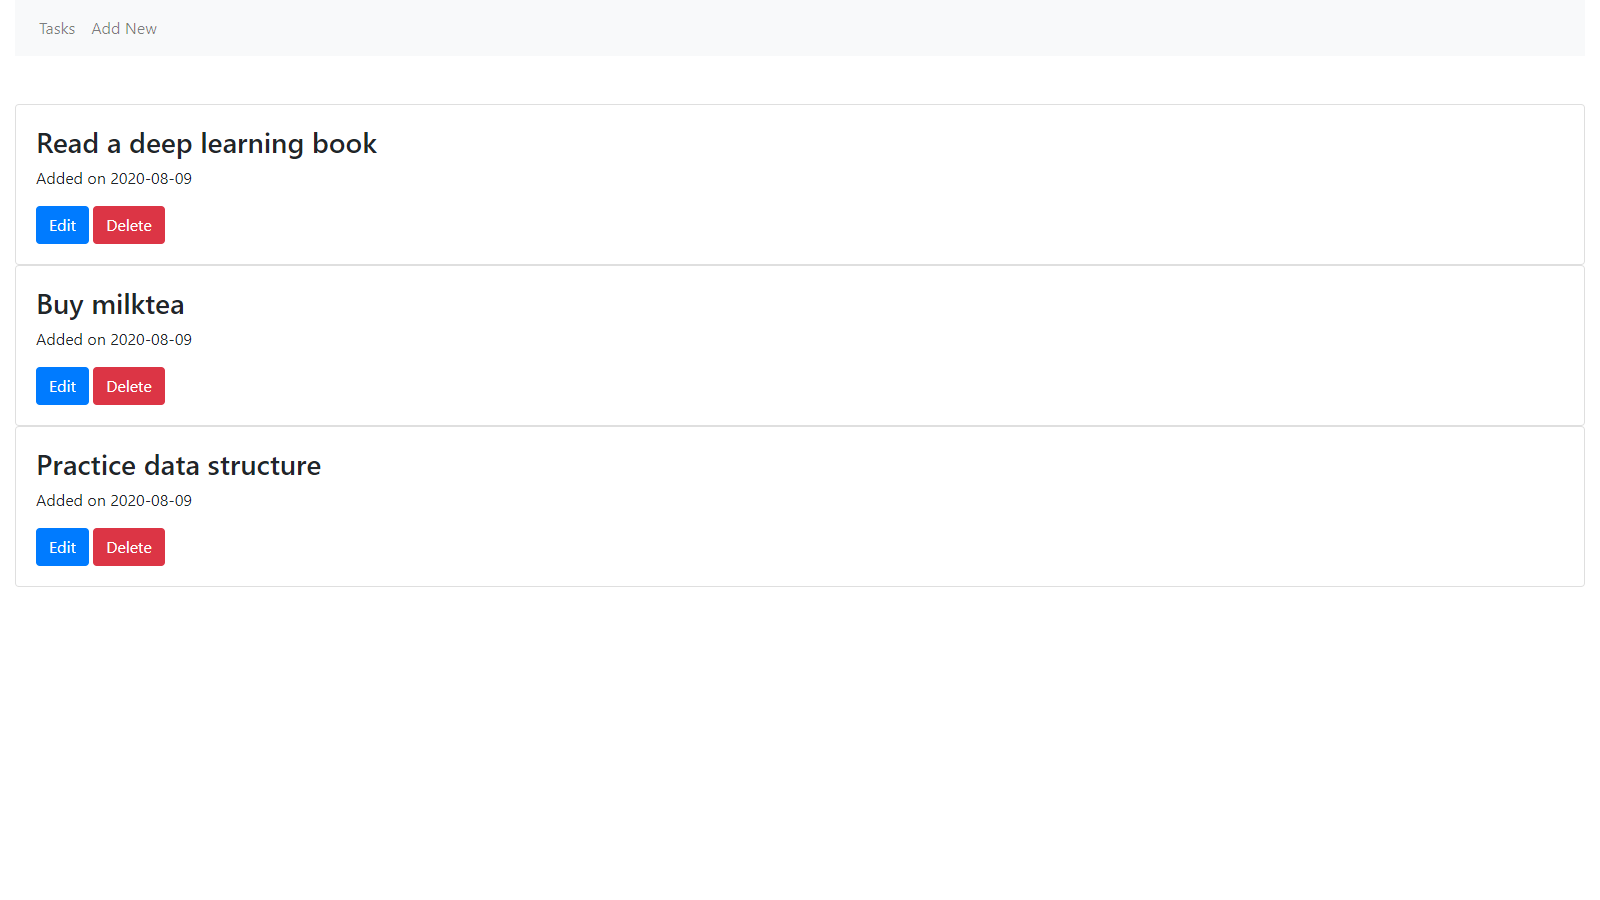 Tasks Add New
Read a deep learning book
Added on 2020-08-09
Edit Delete
Buy milktea
Added on 2020-08-09
Edit Delete
Practice data structure
Added on 2020-08-09
Edit Delete